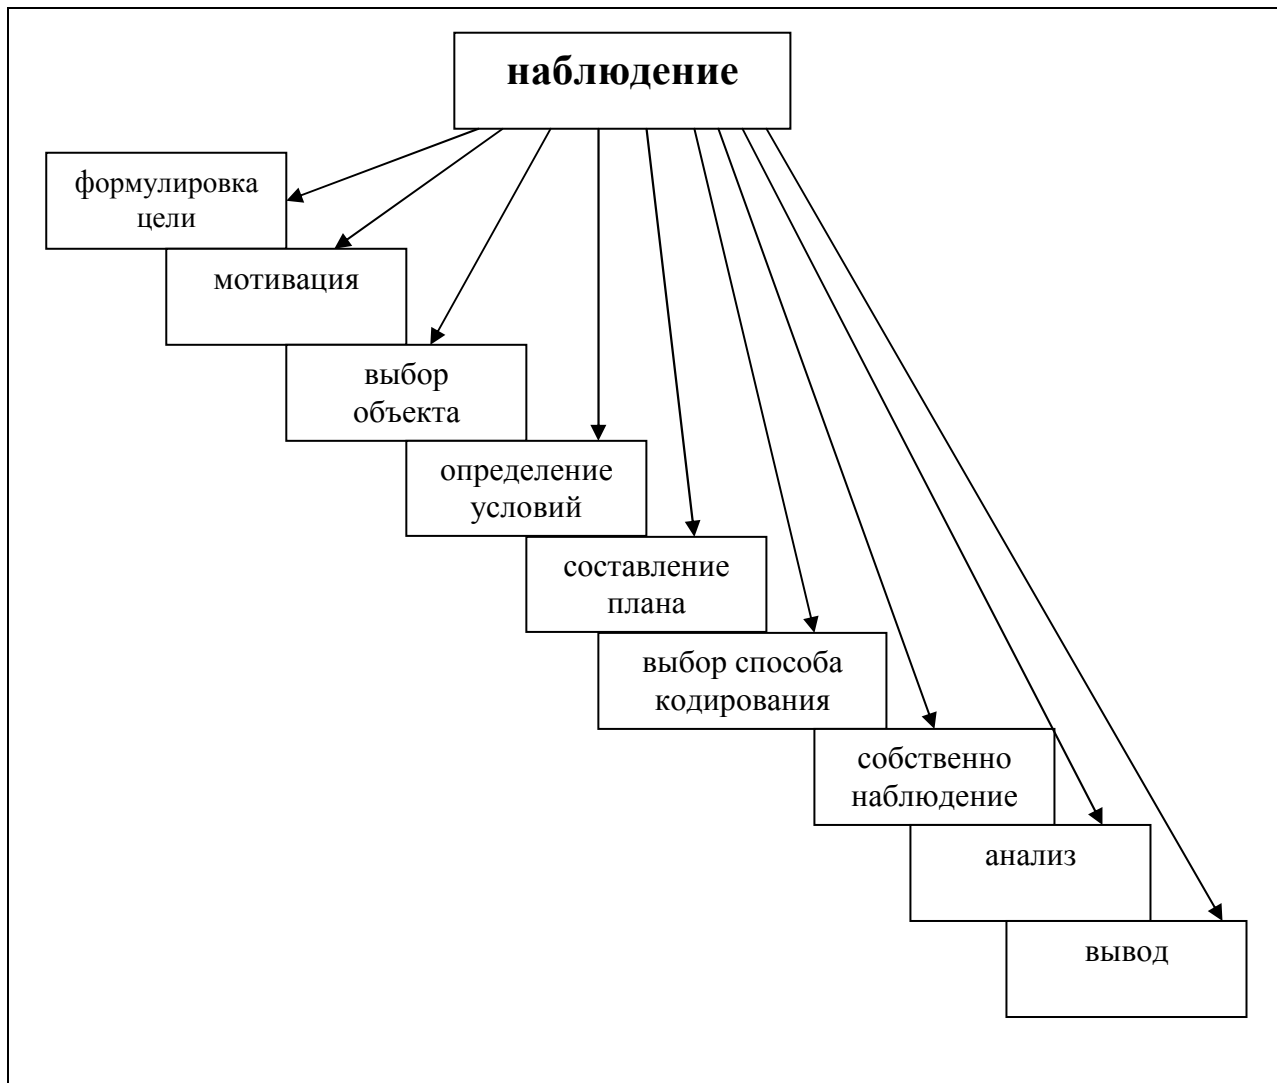 наблюдение
формулировка
цели
мотивация
выбор
объекта
определение
условий
составление
плана
выбор способа
кодирования
собственно
наблюдение
анализ
вывод